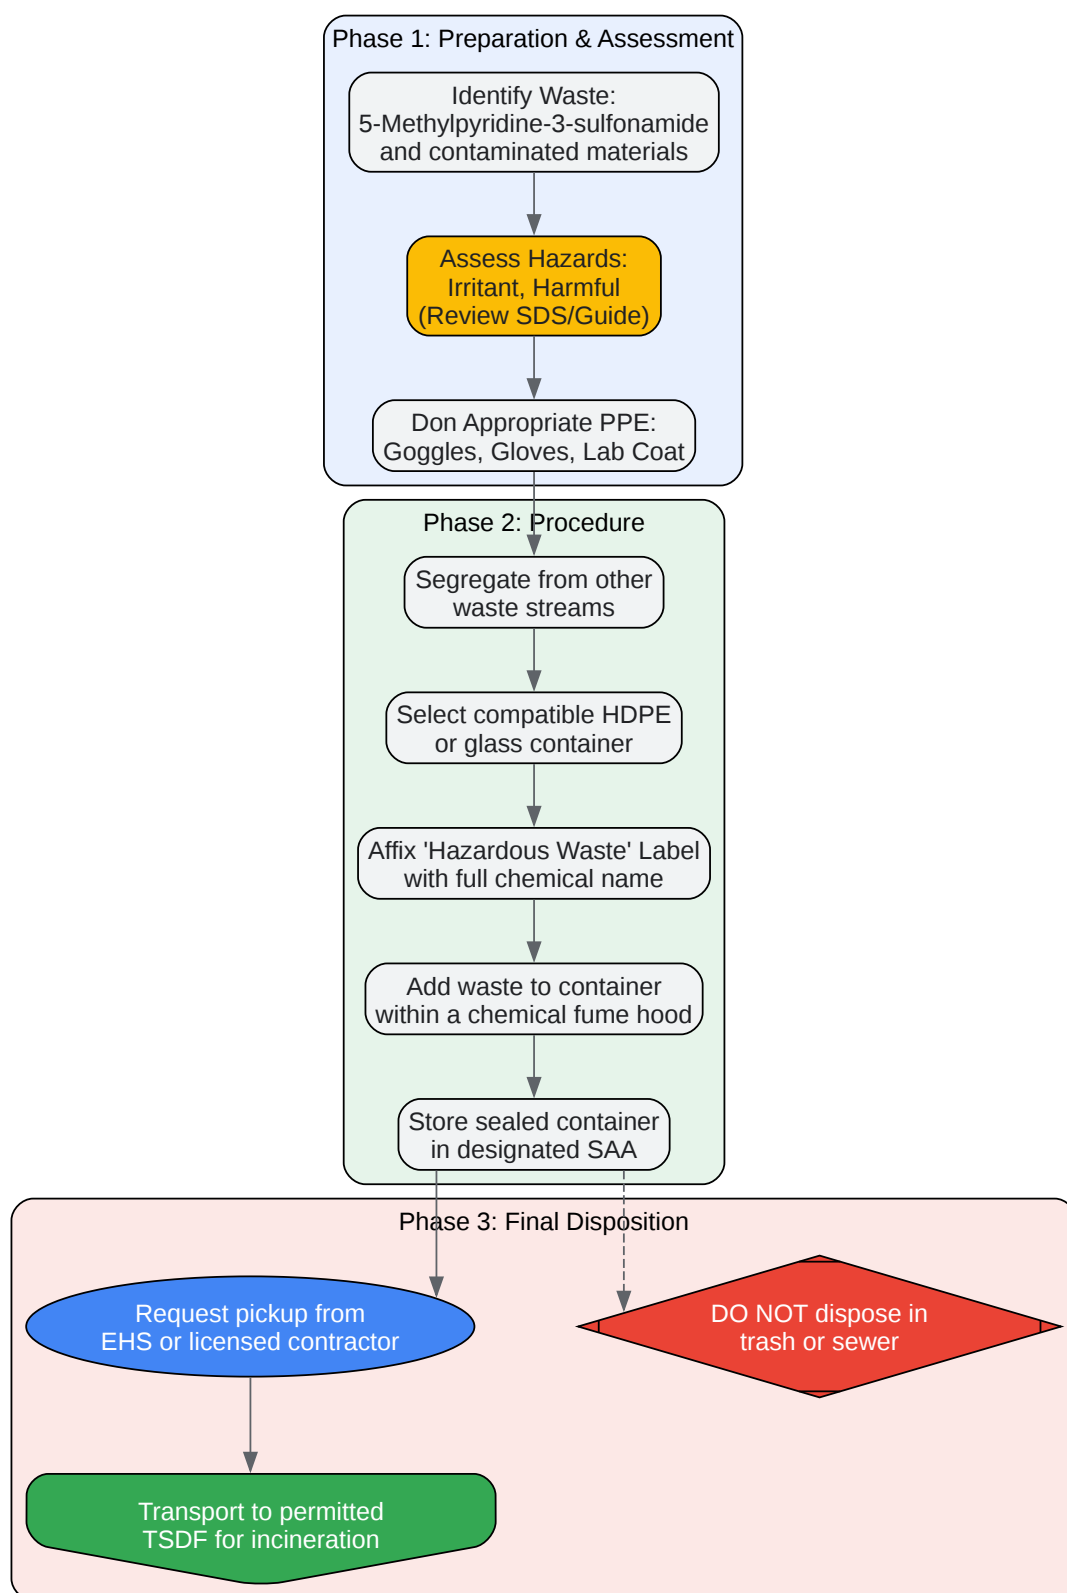 Phase 1: Preparation & Assessment
Identify Waste:
5-Methylpyridine-3-sulfonamide
and contaminated materials
Assess Hazards:
Irritant, Harmful
(Review SDS/Guide)
Don Appropriate PPE:
Goggles, Gloves, Lab Coat
Phase 2: Procedure
Segregate from other
waste streams
Select compatible HDPE
or glass container
Affix 'Hazardous Waste' Label
with full chemical name
Add waste to container
within a chemical fume hood
Store sealed container
in designated SAA
Phase 3: Final Disposition
Request pickup from
EHS or licensed contractor
DO NOT dispose in
trash or sewer
Transport to permitted
TSDF for incineration